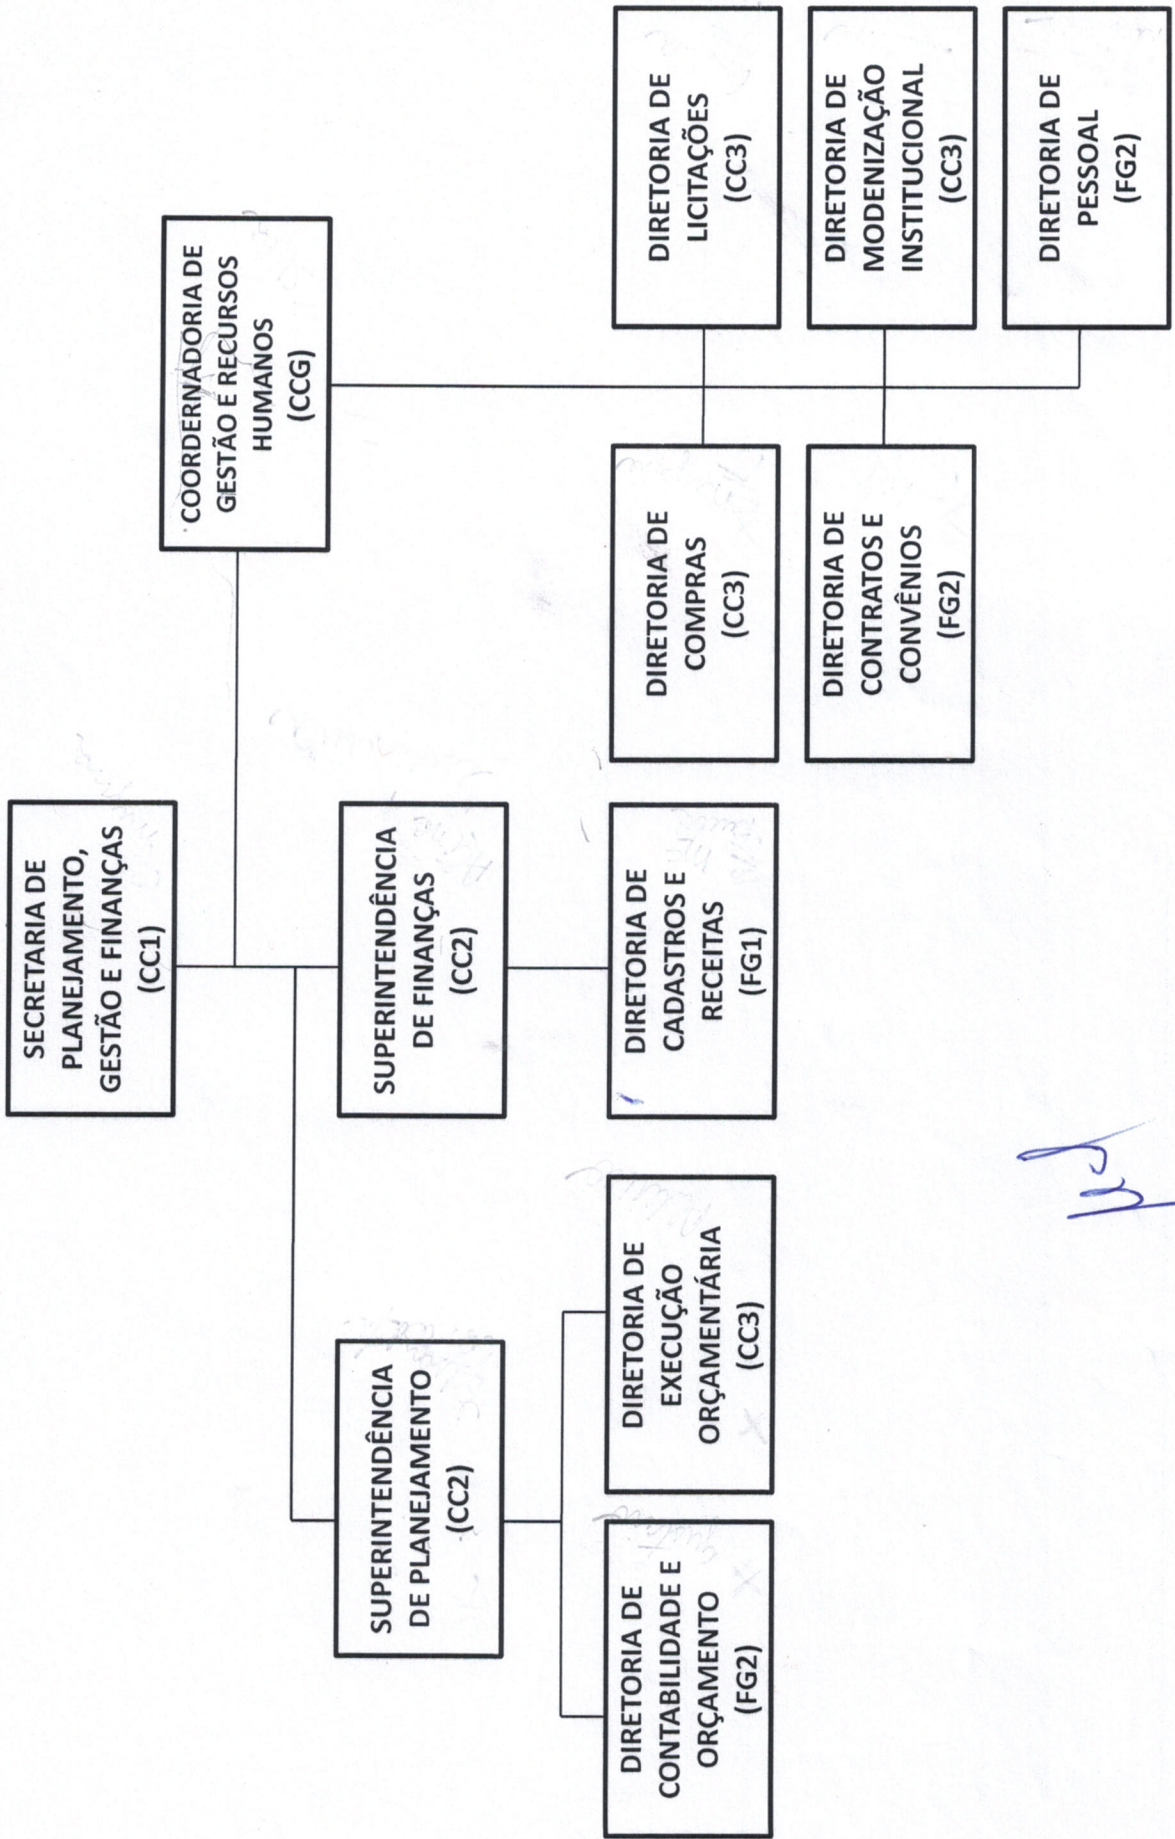 SECRETARIA DE
PLANEJAMENTO,
GESTÃO E FINANÇAS
(CC1)
COORDERNADORIA DE
GESTÃO E RECURSOS
HUMANOS
(CCG)
SUPERINTENDÊNCIA
DE PLANEJAMENTO
(CC2)
SUPERINTENDÊNCIA
DE FINANÇAS
(CC2)
DIRETORIA DE
CONTABILIDADE E
ORÇAMENTO
(FG2)
DIRETORIA DE
EXECUÇÃO
ORÇAMENTÁRIA
(CC3)
DIRETORIA DE
CADASTROS E
RECEITAS
(FG1)
DIRETORIA DE
COMPRAS
(CC3)
DIRETORIA DE
LICITAÇÕES
(CC3)
DIRETORIA DE
CONTRATOS E
CONVÊNIOS
(FG2)
DIRETORIA DE
MODENIZAÇÃO
INSTITUCIONAL
(CC3)
DIRETORIA DE
PESSOAL
(FG2)